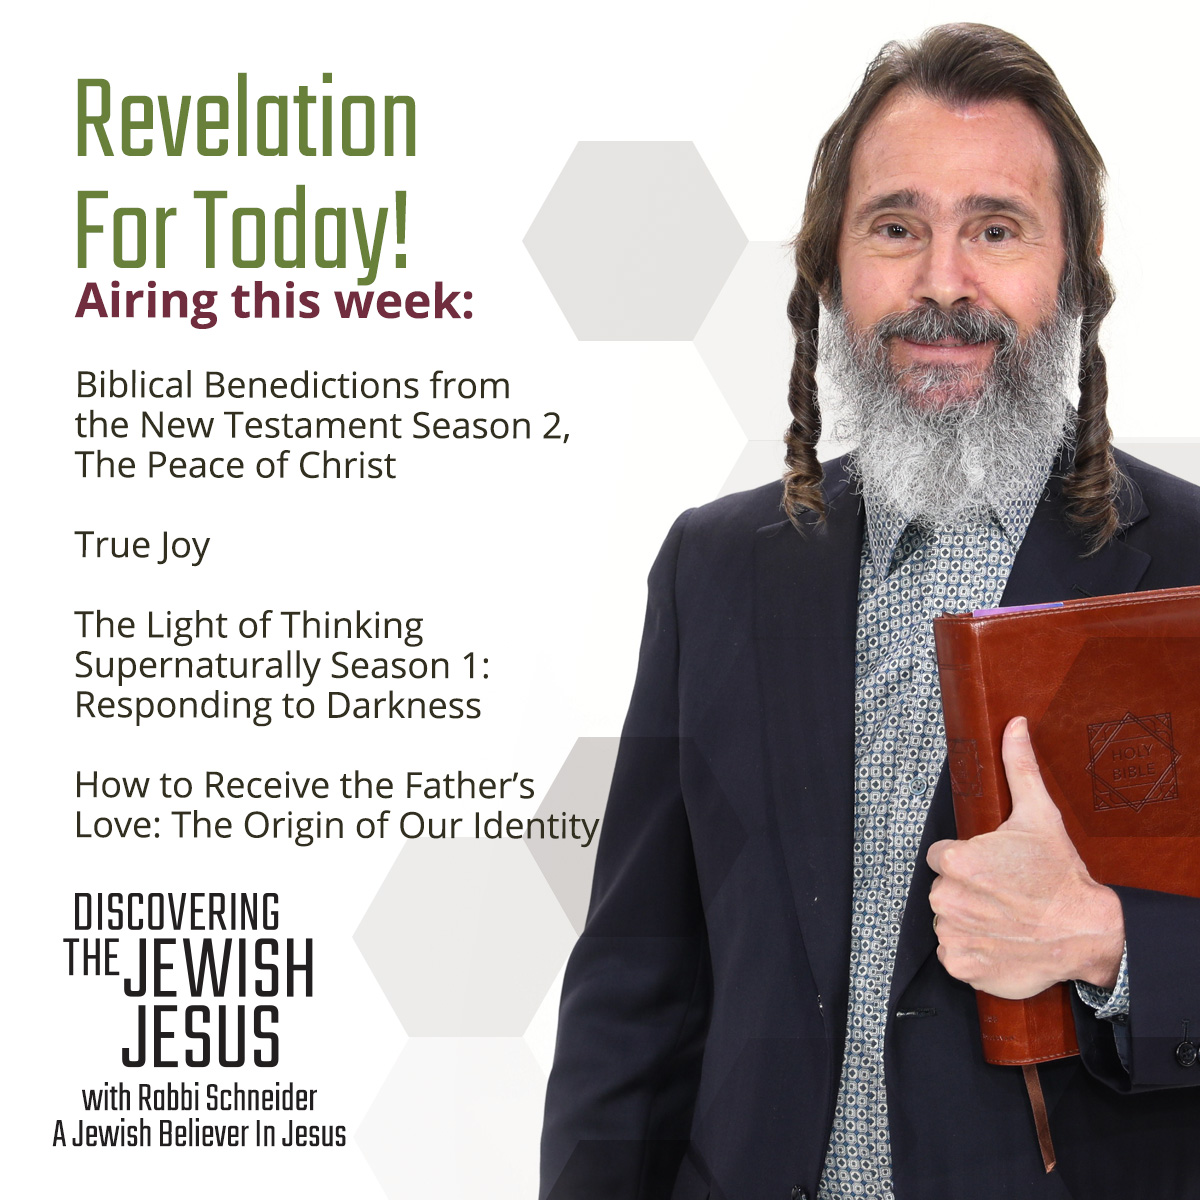 Revelation
For Today!
Airing this week:
Biblical Benedictions from
the New Testament Season 2,
The Peace of Christ
True Joy
The Light of Thinking
Supernaturally Season 1:
Responding to Darkness
How to Receive the Father’s
Love: The Origin of Our Identity
DISCOVERING
THE JEWISH
JESUS
with Rabbi Schneider
A Jewish Believer In Jesus
HOLY
BIBLE